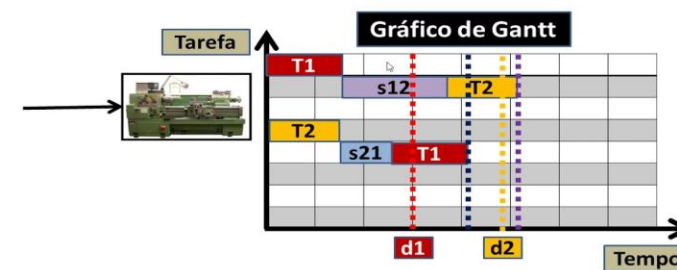 Gráfico de Gantt
Tarefa
T1
s12 T2
T2
s21 T1
d1 d2
Tempo